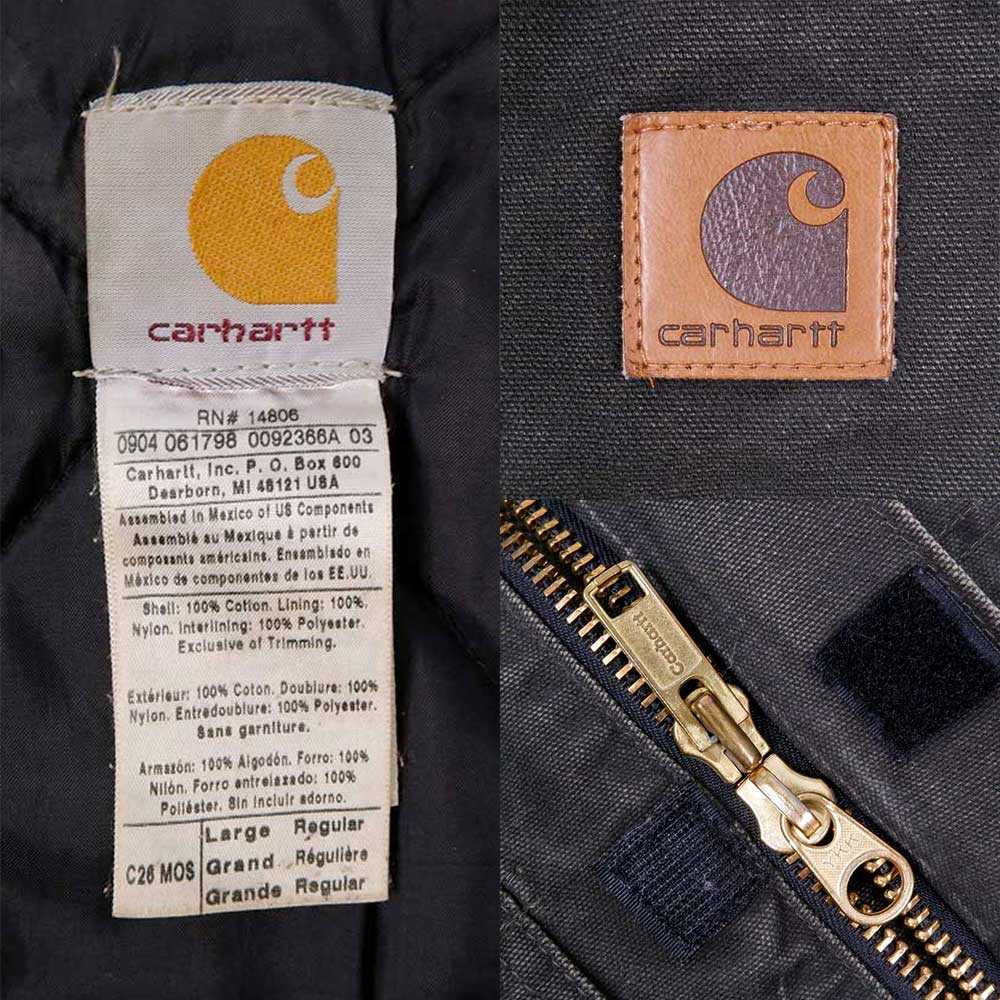 carhartt
RN# 14806
0904 061798 0092366A 03
Carhartt, Inc. P. O. Box 600
Dearborn, MI 48121 USA
Assembled in Mexico of US Components
Assemblé au Mexique à partir de
composants américains. Ensamblado en
México de componentes de los EE.UU.
Shell: 100% Cotton. Lining: 100%.
Nylon. Interlining: 100% Polyester.
Exclusive of Trimming.
Extérieur: 100% Coton. Doublure: 100%
Nylon. Entredoublure: 100% Polyester.
Sans garniture.
Armazón: 100% Algodón. Forro: 100%
Nilón. Forro entrelazado: 100%
Poliéster. Sin incluir adorno.
C26 MOS
Large Regular
Grand Régulière
Grande Regular
carhartt
Carhartt
YKK